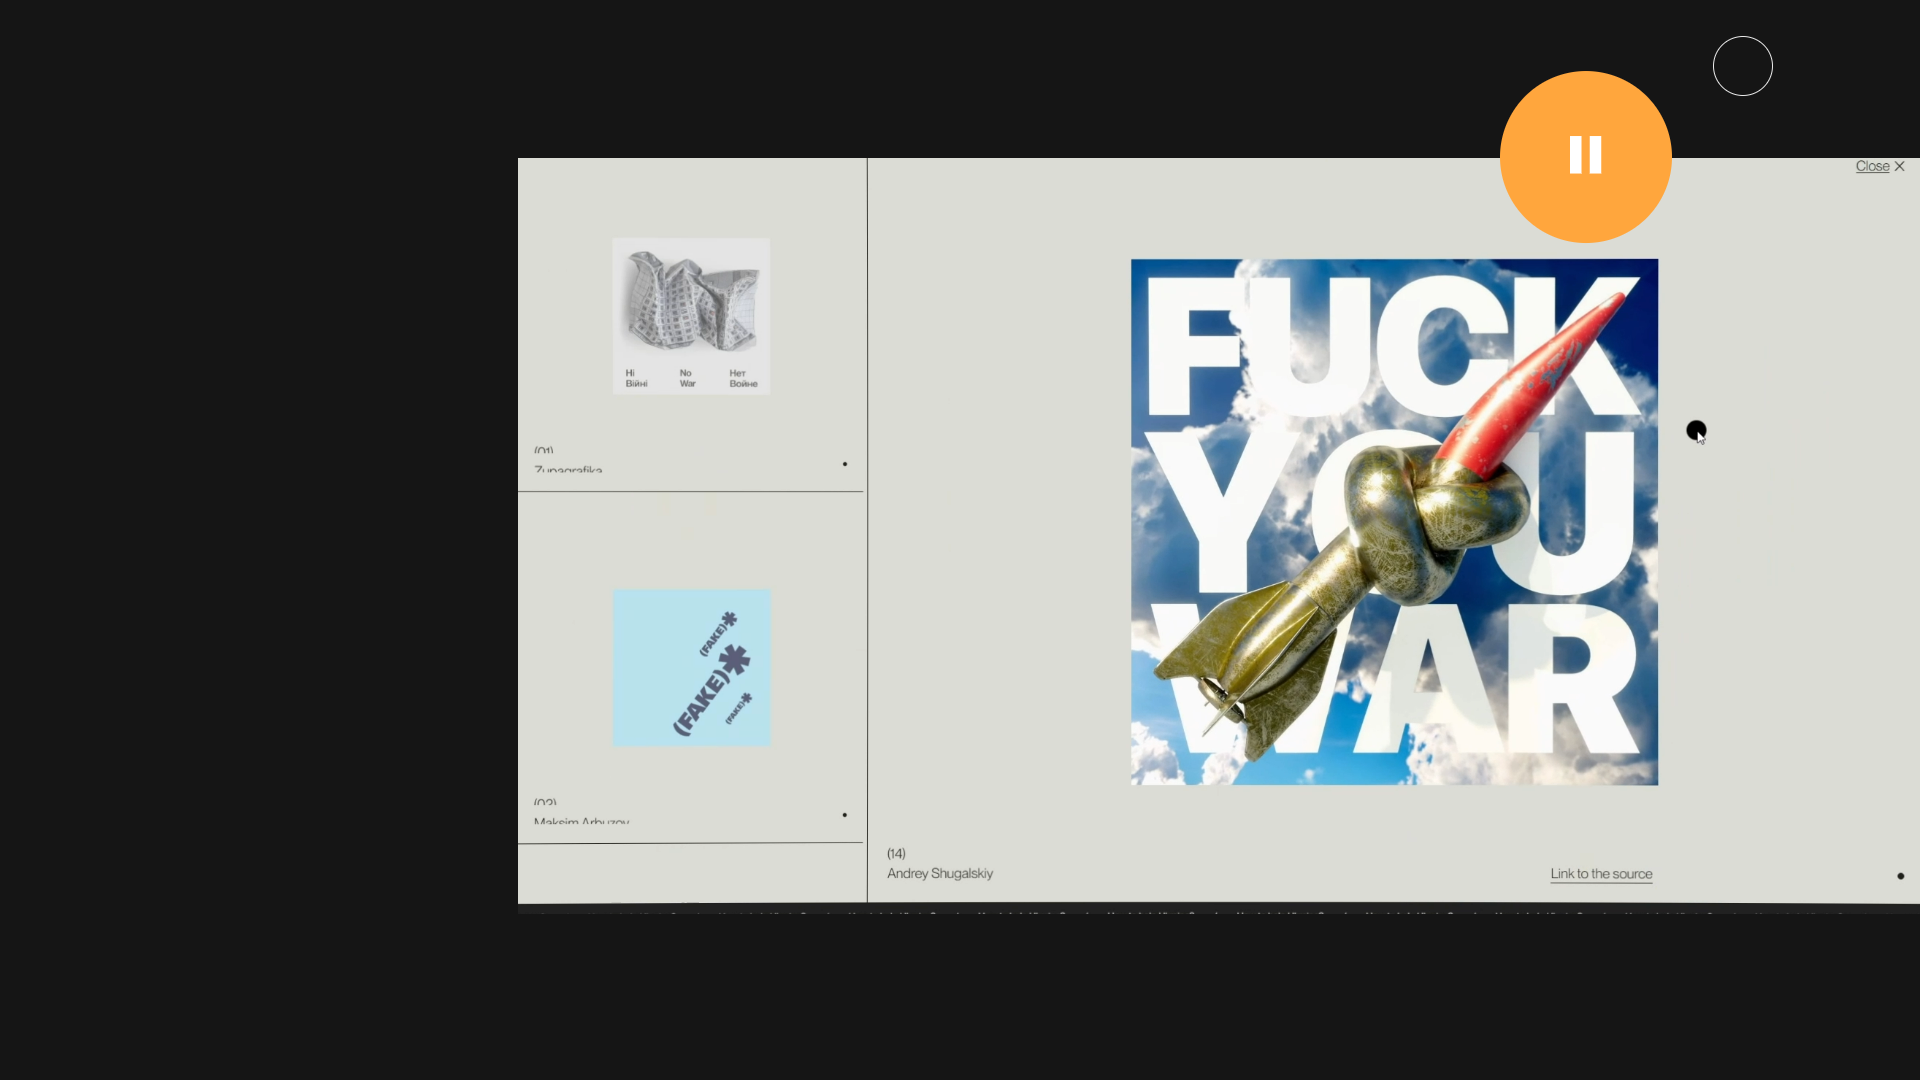 Close
Ні
Війні
No
War
Нет
Войне
(01)
Zupagrafika
(FAKE)*
(FAKE)*
(FAKE)*
(02)
Maksim Arbuzov
FUCK
YOU
WAR
(14)
Andrey Shugalskiy
Link to the source